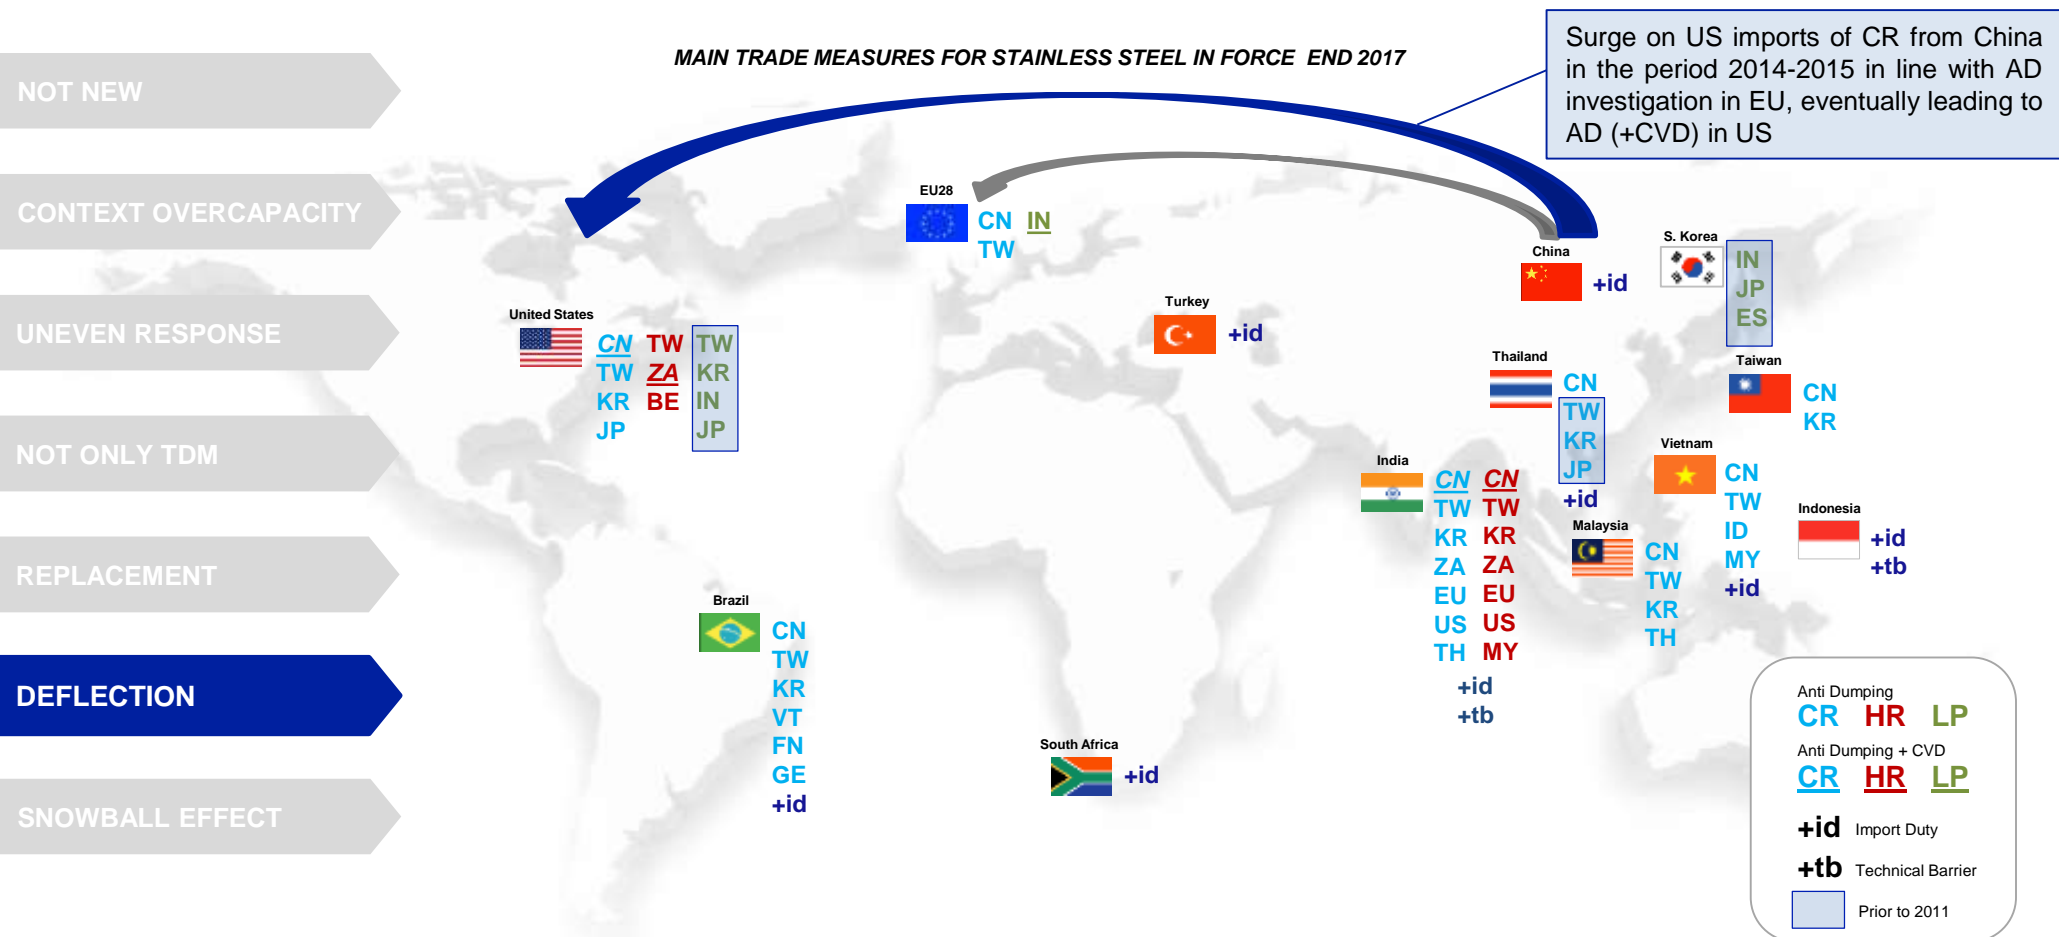 MAIN TRADE MEASURES FOR STAINLESS STEEL IN FORCE END 2017
Surge on US imports of CR from China
in the period 2014-2015 in line with AD
investigation in EU, eventually leading to
AD (+CVD) in US
NOT NEW
CONTEXT OVERCAPACITY
UNEVEN RESPONSE
NOT ONLY TDM
REPLACEMENT
DEFLECTION
SNOWBALL EFFECT
United States
CN TW TW
TW ZA KR
KR BE IN
JP JP
EU28
CN IN
TW
Turkey
+id
China
+id
S. Korea
IN
JP
ES
Thailand
CN
TW
KR
JP
+id
Taiwan
CN
KR
Vietnam
CN
TW
ID
MY
+id
Indonesia
+id
+tb
India
CN CN
TW TW
KR KR
ZA ZA
EU EU
US US
TH MY
+id
+tb
Malaysia
CN
TW
KR
TH
Brazil
CN
TW
KR
VT
FN
GE
+id
South Africa
+id
Anti Dumping
CR HR LP
Anti Dumping + CVD
CR HR LP
+id Import Duty
+tb Technical Barrier
Prior to 2011